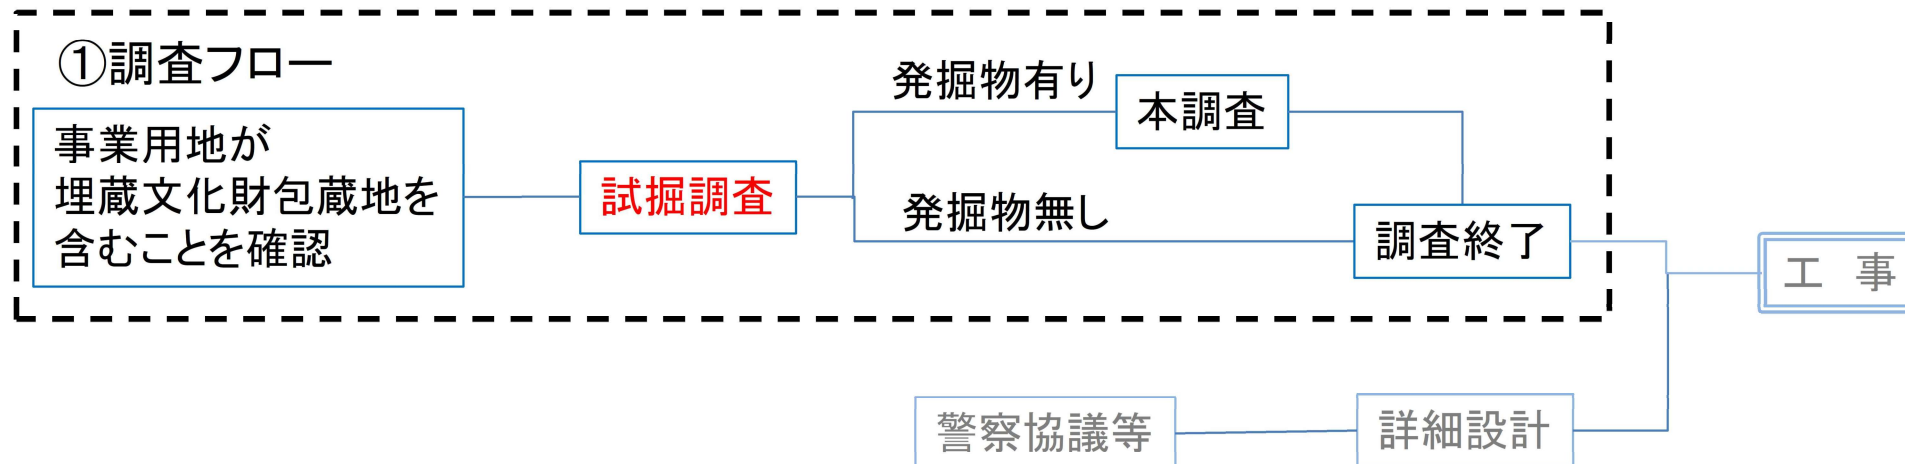 ①調査フロー
事業用地が
埋蔵文化財包蔵地を
含むことを確認
試掘調査
発掘物有り
本調査
発掘物無し
調査終了
工　事
警察協議等
詳細設計